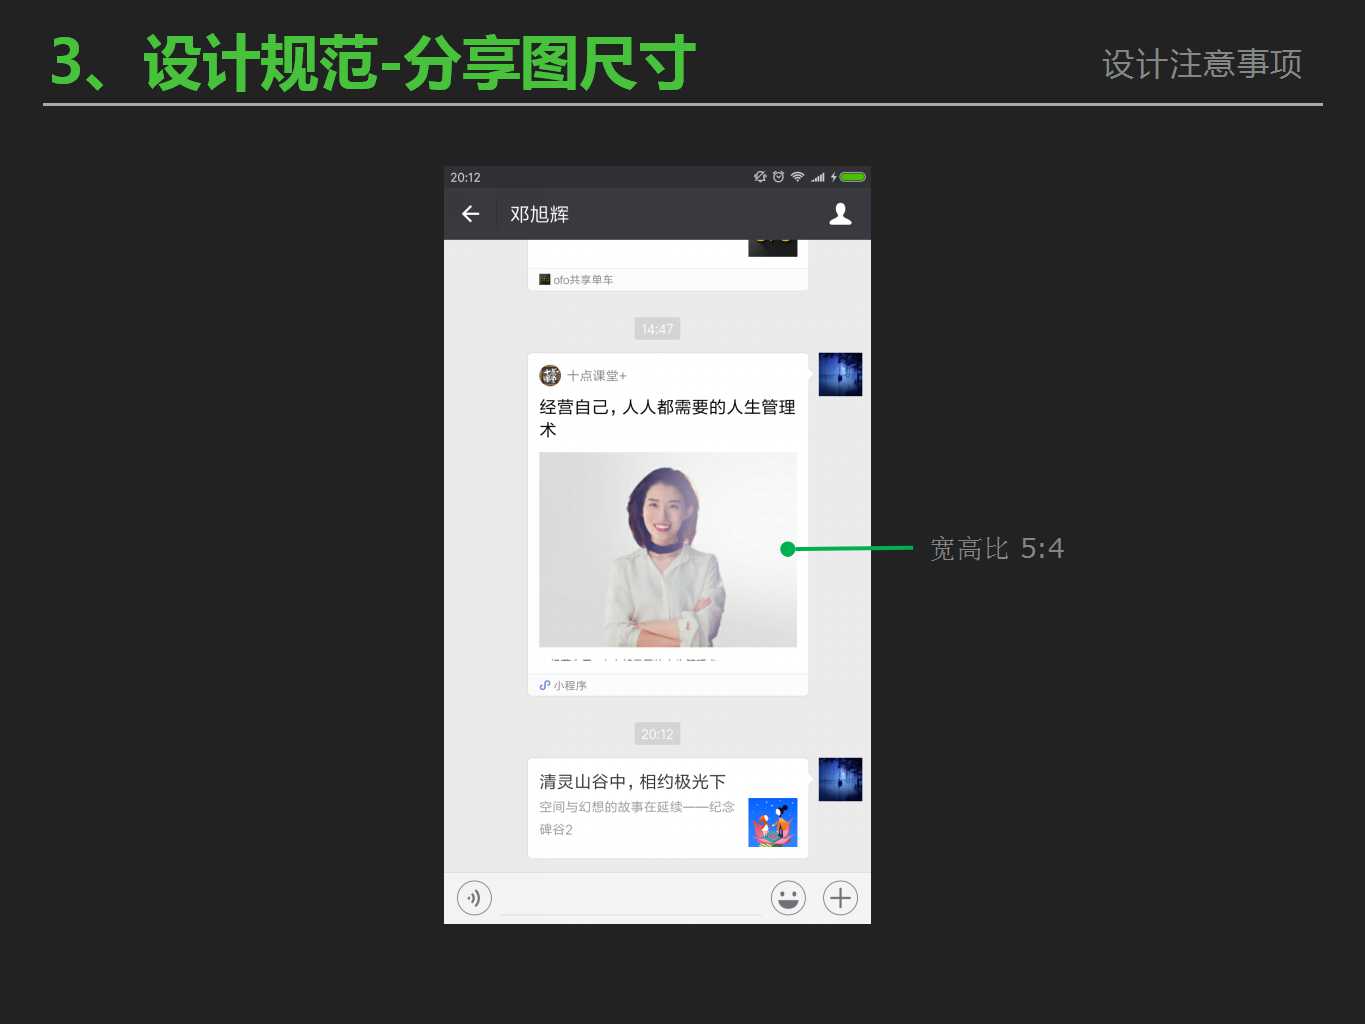 3、设计规范-分享图尺寸
设计注意事项
20:12
邓旭辉
ofo共享单车
14:47
十点课堂+
经营自己，人人都需要的人生管理
术
宽高比 5:4
小程序
20:12
清灵山谷中，相约极光下
空间与幻想的故事在延续——纪念
碑谷2